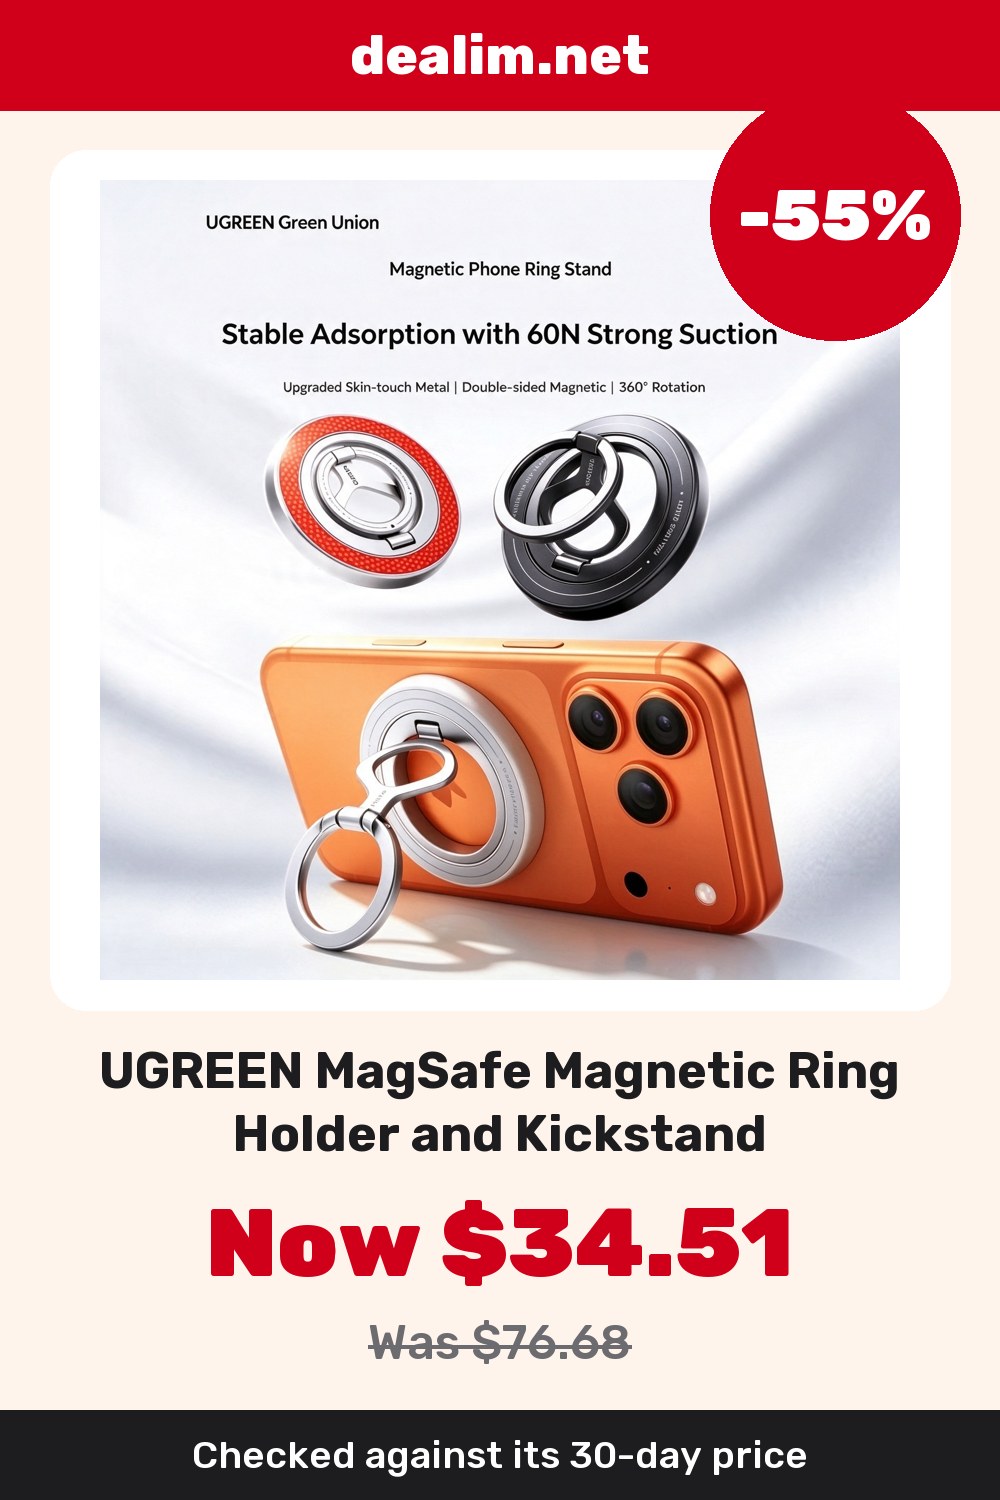 dealim.net
-55%
UGREEN Green Union
Magnetic Phone Ring Stand
Stable Adsorption with 60N Strong Suction
Upgraded Skin-touch Metal | Double-sided Magnetic | 360° Rotation
UGREEN MagSafe Magnetic Ring
Holder and Kickstand
Now $34.51
Was $76.68
Checked against its 30-day price